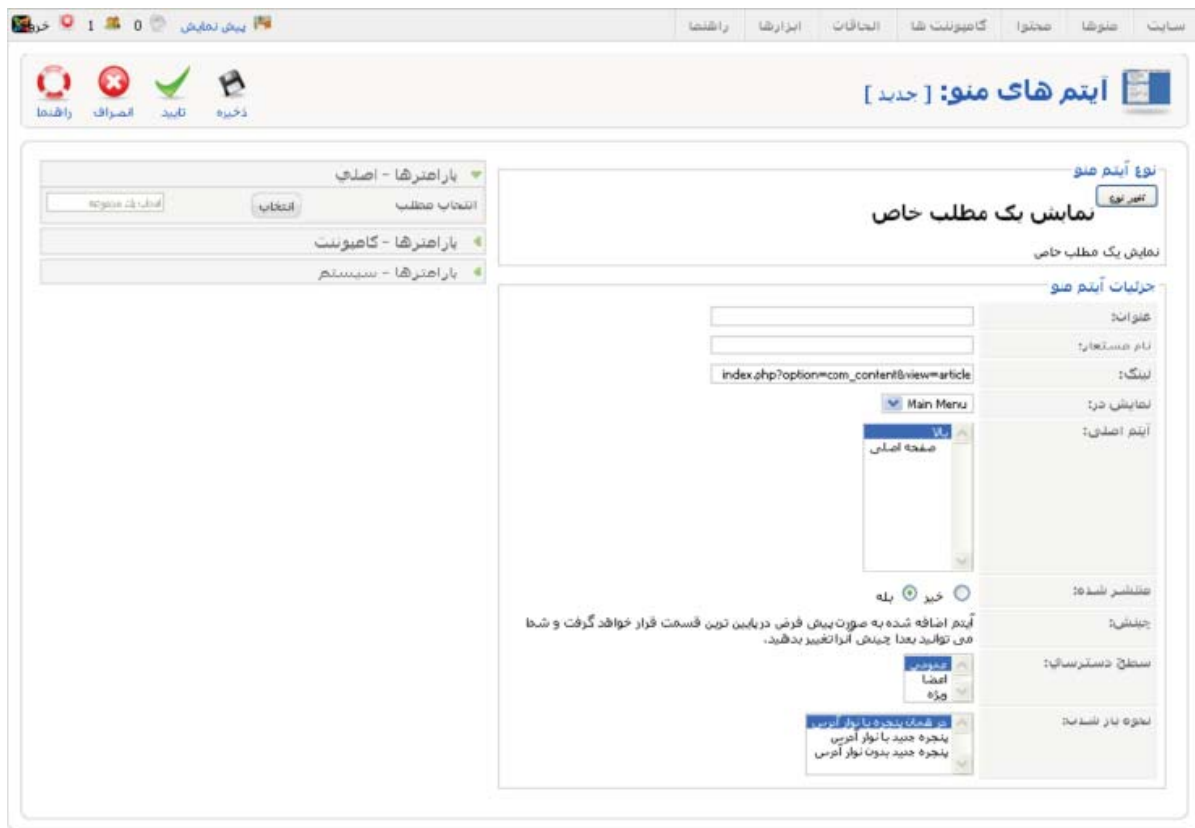 سایت منوها محتوا کامپوننت ها الحاقات ابزارها راهنما
پیش نمایش 0 1 خروج
آیتم های منو: [ جدید ]
ذخیره تایید انصراف راهنما
نوع آیتم منو
تغییر نوع
نمایش یک مطلب خاص
نمایش یک مطلب خاص
جزئیات آیتم منو
عنوان:
نام مستعار:
لینک: index.php?option=com_content&view=article
نمایش در: Main Menu
آیتم اصلی: بالا
صفحه اصلی
منتشر شده: خیر بله
چینش: آیتم اضافه شده به صورت پیش فرض در پایین ترین قسمت قرار خواهد گرفت و شما
می توانید بعدا چینش آنرا تغییر بدهید.
سطح دسترسی: عمومی
اعضا
ویژه
نحوه باز شدن: در همان پنجره با نوار آدرس
پنجره جدید با نوار آدرس
پنجره جدید بدون نوار آدرس
پارامترها - اصلی
انتخاب مطلب انتخاب
پارامترها - کامپوننت
پارامترها - سیستم